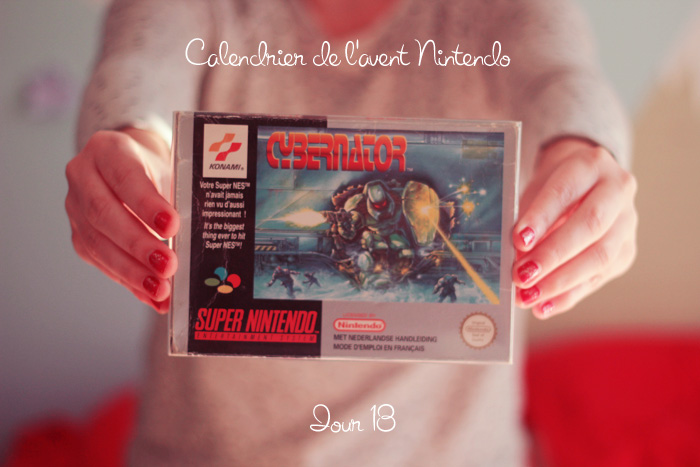 Calendrier de l'avent Nintendo
KONAMI
CYBERNATOR
Votre Super NES™
n'avait jamais
rien vu d'aussi
impressionant !
It's the biggest
thing ever to hit
Super NES™!
SUPER NINTENDO
ENTERTAINMENT SYSTEM
LICENSED BY
Nintendo
MET NEDERLANDSE HANDLEIDING
MODE D'EMPLOI EN FRANÇAIS
Jour 18